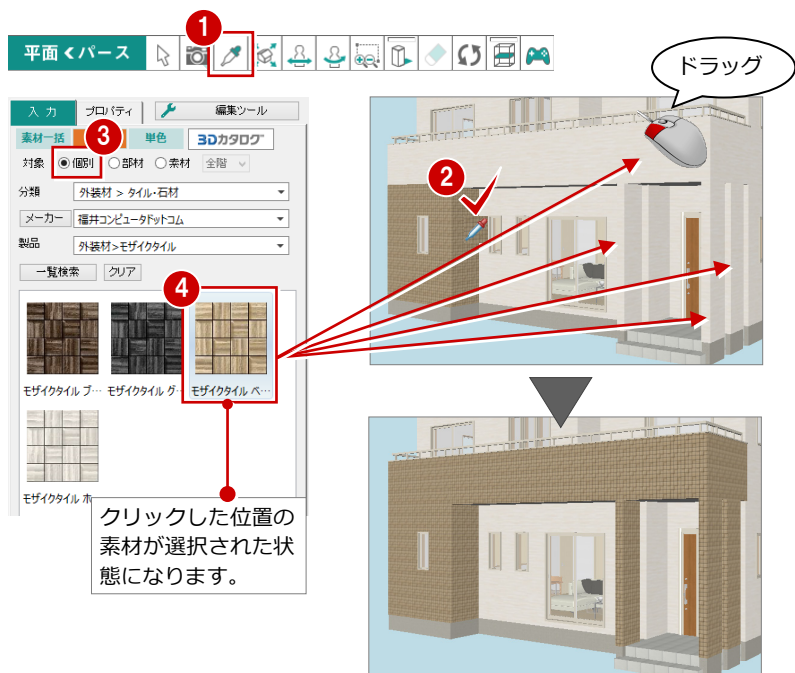 1
平面 < パース
ドラッグ
入 力
プロパティ
編集ツール
素材一括
3
単色
3Dカタログ
対象
個別
部材
素材
全階
分類
外装材 > タイル・石材
メーカー
福井コンピュータドットコム
製品
外装材>モザイクタイル
一覧検索
クリア
2
4
モザイクタイル ブ…
モザイクタイル グ…
モザイクタイル ベ…
モザイクタイル ホ
クリックした位置の
素材が選択された状
態になります。